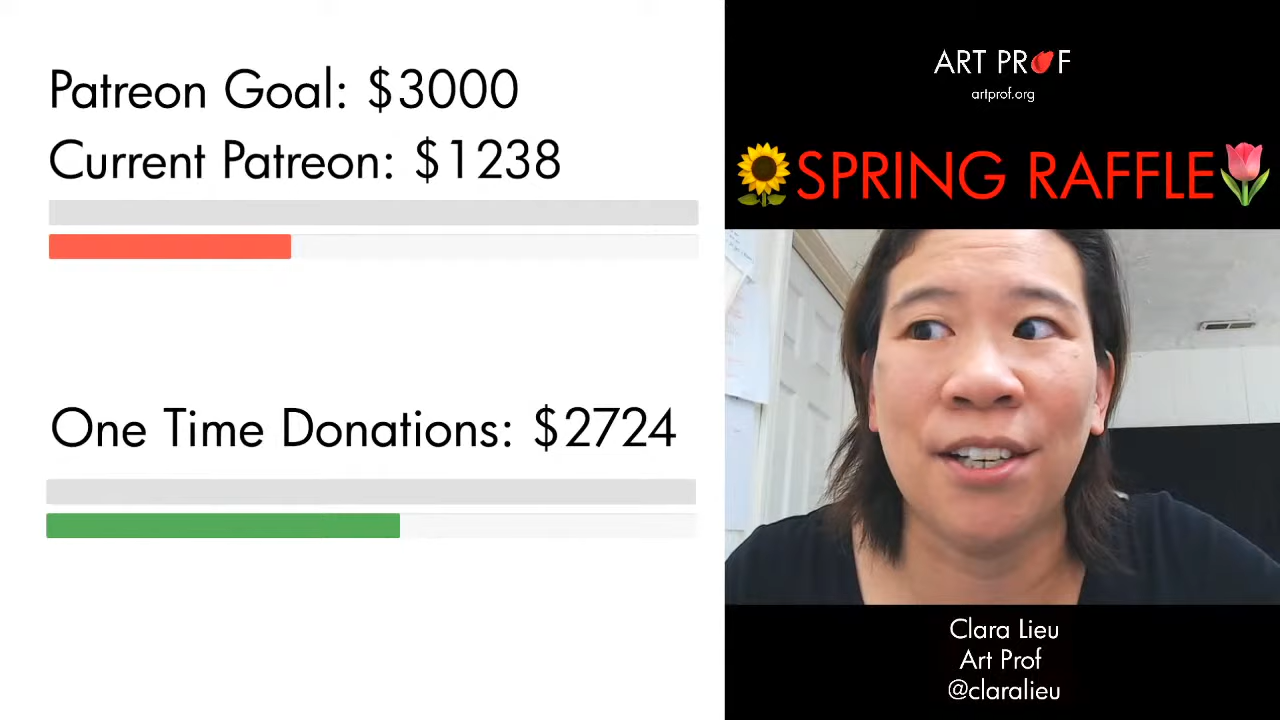 Patreon Goal: $3000
Current Patreon: $1238
One Time Donations: $2724
ART PROF
artprof.org
SPRING RAFFLE
Clara Lieu
Art Prof
@claralieu